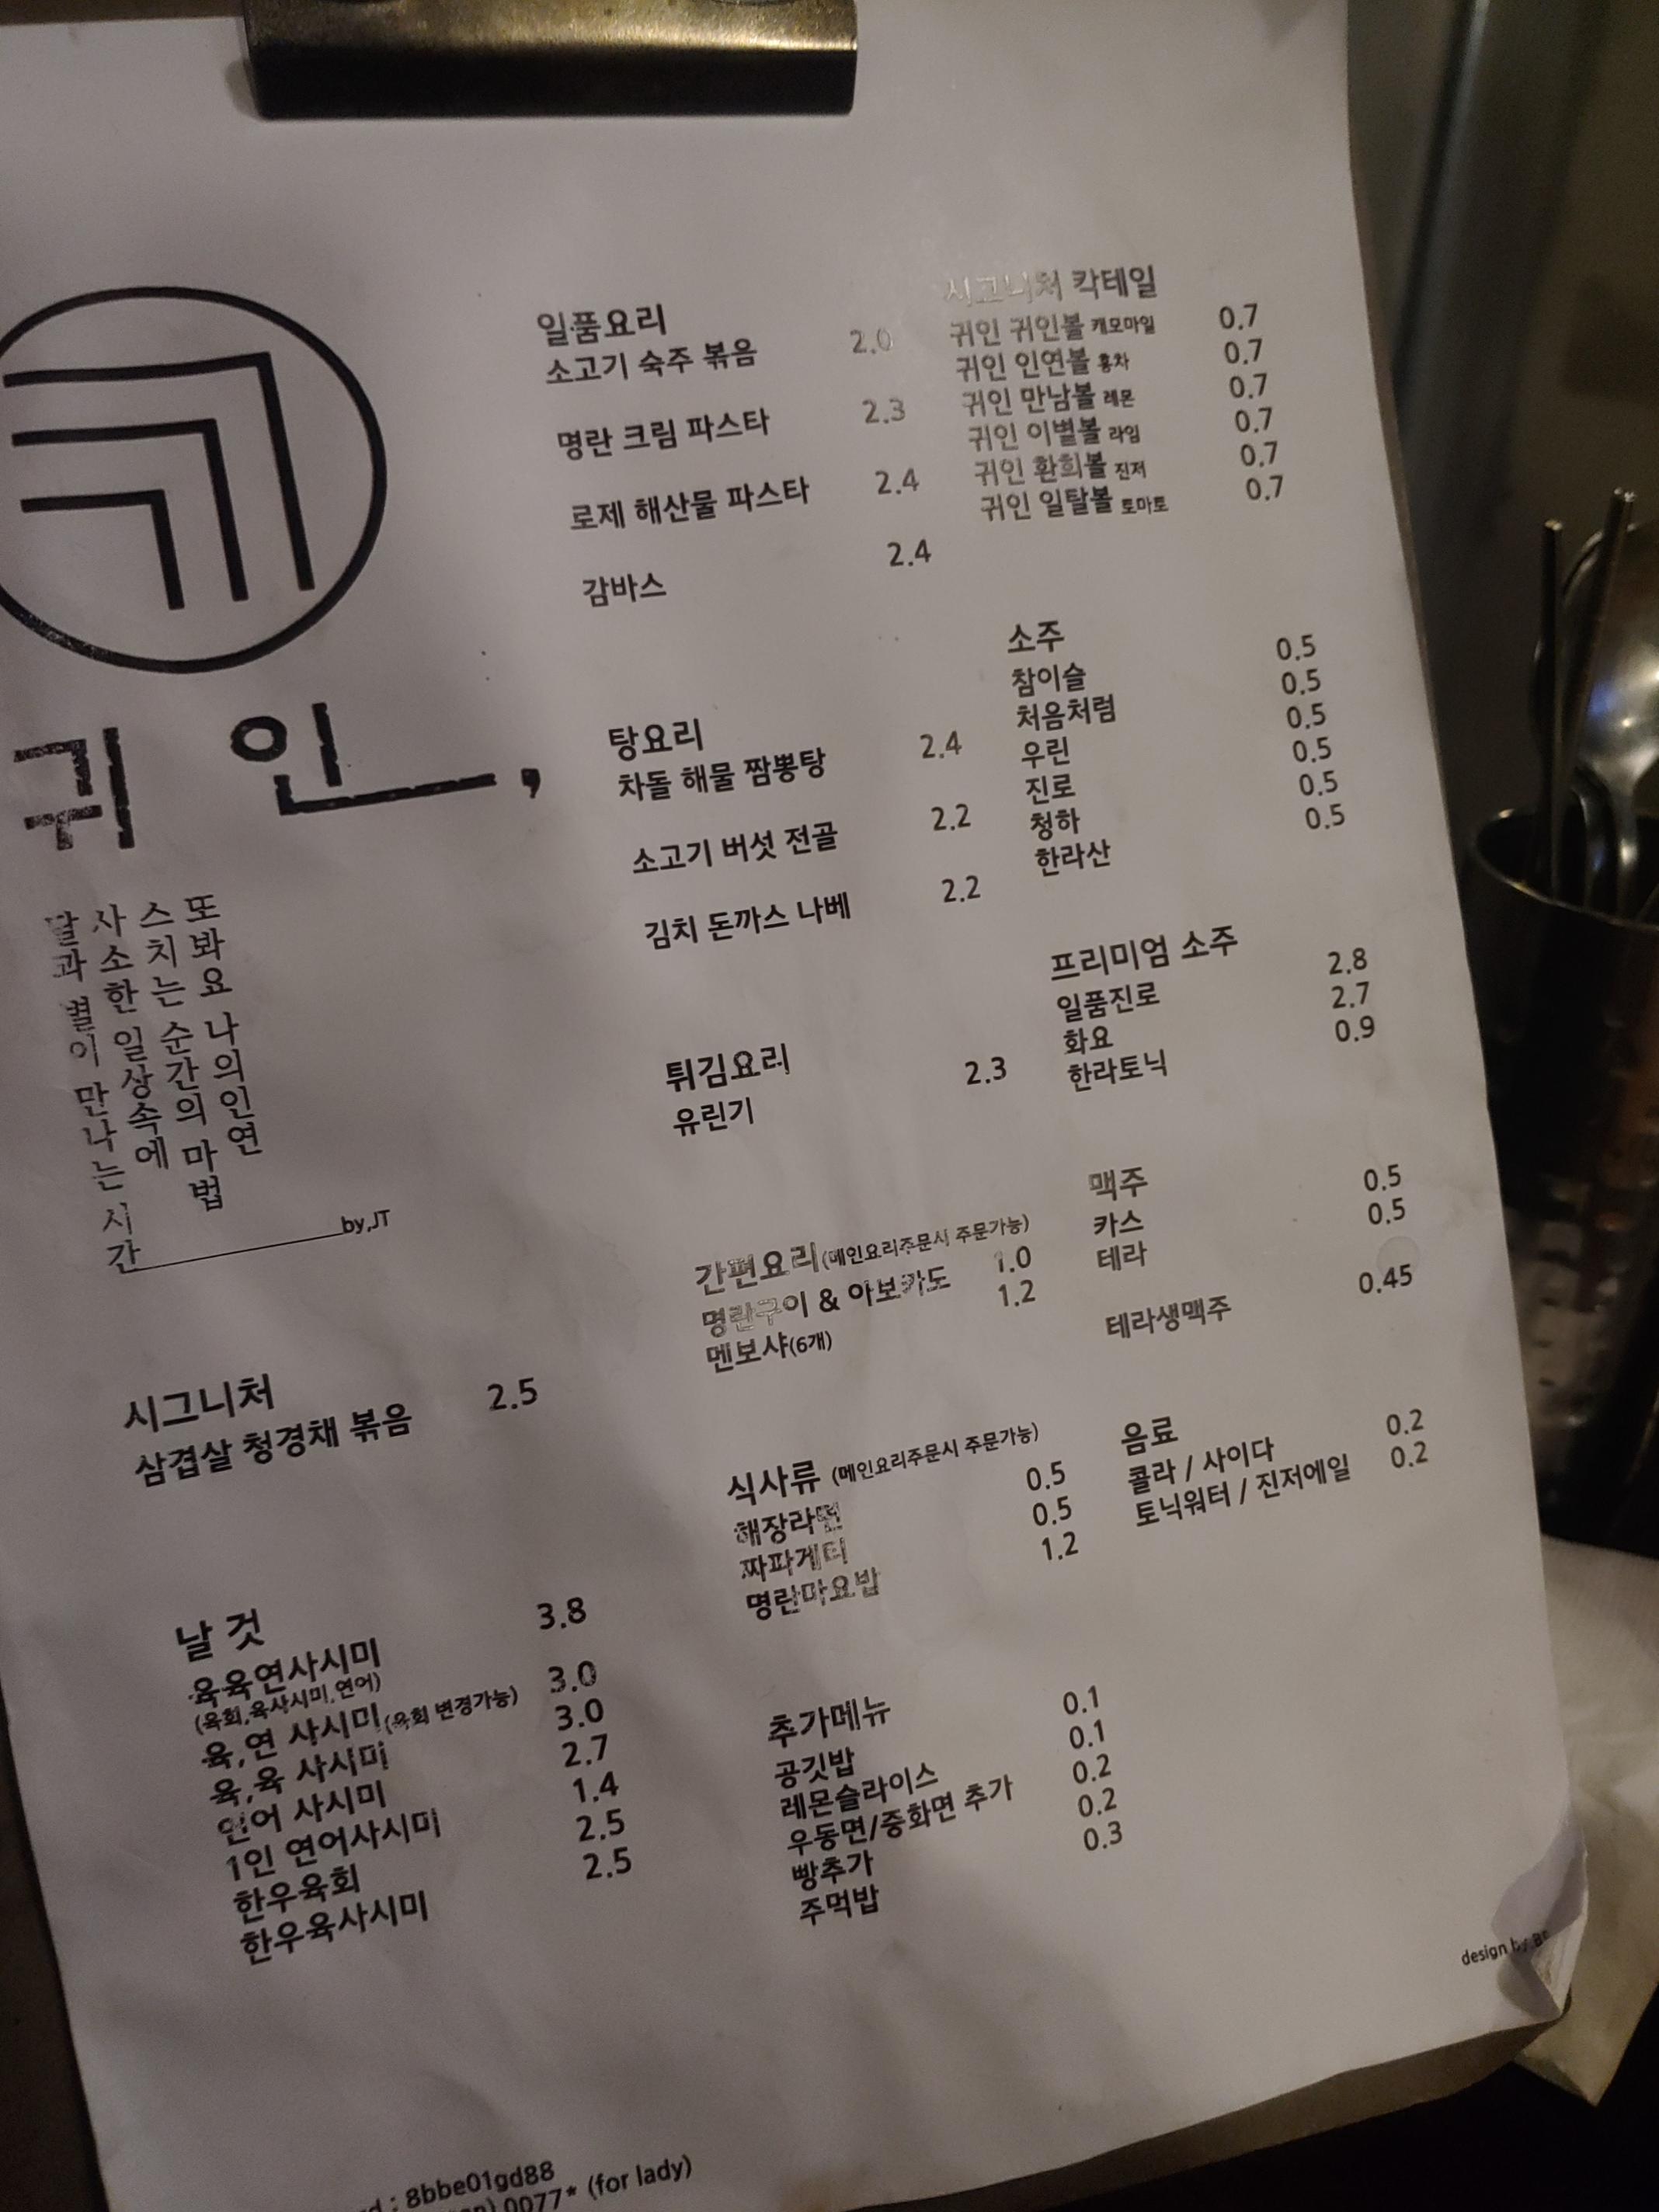 귀 인,
또 봐요 나의인연
스치는 순간의 마법
사소한 일상속에
달과 별이 만나는 시간
by,JT
시그니처
삼겹살 청경채 볶음 2.5
날 것
육육연사시미 3.8
(육회,육사시미,연어)
육,연 사시미(육회 변경가능) 3.0
육,육 사시미 3.0
연어 사시미 2.7
1인 연어사시미 1.4
한우육회 2.5
한우육사시미 2.5
일품요리
소고기 숙주 볶음 2.0
명란 크림 파스타 2.3
로제 해산물 파스타 2.4
감바스 2.4
탕요리
차돌 해물 짬뽕탕 2.4
소고기 버섯 전골 2.2
김치 돈까스 나베 2.2
튀김요리
유린기 2.3
간편요리(메인요리주문시 주문가능)
명란구이 & 아보카도 1.0
멘보샤(6개) 1.2
식사류 (메인요리주문시 주문가능)
해장라면 0.5
짜파게티 0.5
명란마요밥 1.2
추가메뉴
공깃밥 0.1
레몬슬라이스 0.1
우동면/중화면 추가 0.2
빵추가 0.2
주먹밥 0.3
시그니처 칵테일
귀인 귀인볼 캐모마일 0.7
귀인 인연볼 홍차 0.7
귀인 만남볼 레몬 0.7
귀인 이별볼 라임 0.7
귀인 환희볼 진저 0.7
귀인 일탈볼 토마토 0.7
소주
참이슬 0.5
처음처럼 0.5
우린 0.5
진로 0.5
청하 0.5
한라산 0.5
프리미엄 소주
일품진로 2.8
화요 2.7
한라토닉 0.9
맥주
카스 0.5
테라 0.5
테라생맥주 0.45
음료
콜라 / 사이다 0.2
토닉워터 / 진저에일 0.2
design by
: 8bbe01gd88
0077* (for lady)